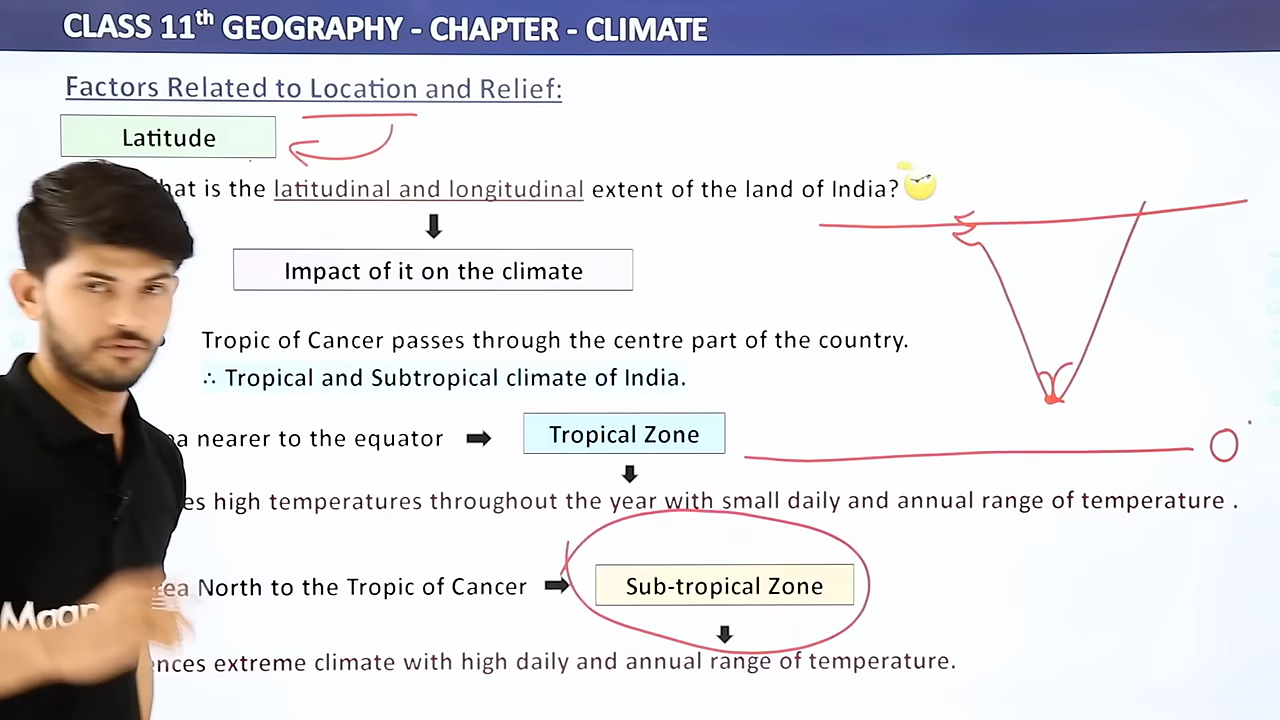 CLASS 11th GEOGRAPHY - CHAPTER - CLIMATE
Factors Related to Location and Relief:
Latitude
hat is the latitudinal and longitudinal extent of the land of India?
Impact of it on the climate
Tropic of Cancer passes through the centre part of the country.
∴ Tropical and Subtropical climate of India.
ea nearer to the equator ➡ Tropical Zone
0°
es high temperatures throughout the year with small daily and annual range of temperature .
rea North to the Tropic of Cancer ➡ Sub-tropical Zone
Magn
ences extreme climate with high daily and annual range of temperature.